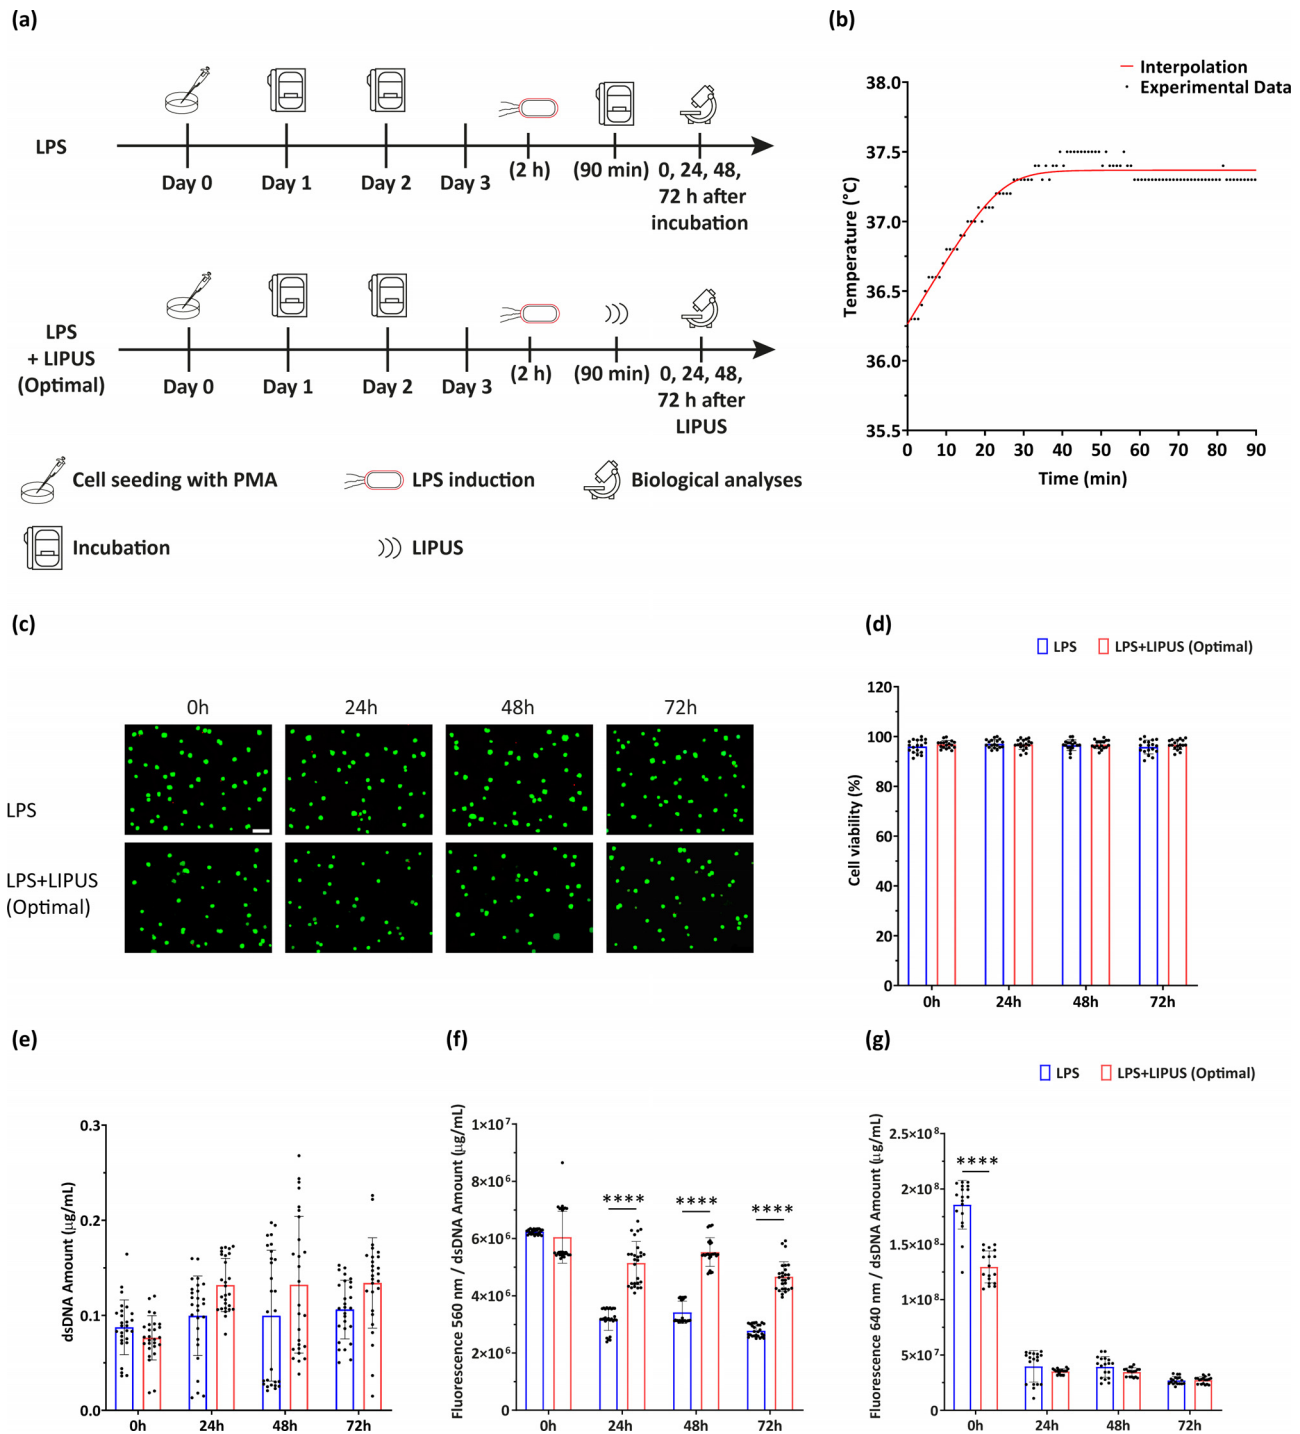 (a)
LPS
Day 0
Day 1
Day 2
Day 3
(2 h)
(90 min)
0, 24, 48,
72 h after
incubation
LPS
+ LIPUS
(Optimal)
Day 0
Day 1
Day 2
Day 3
(2 h)
(90 min)
0, 24, 48,
72 h after
LIPUS
Cell seeding with PMA
LPS induction
Biological analyses
Incubation
LIPUS
(b)
Interpolation
Experimental Data
Temperature (°C)
38.0
37.5
37.0
36.5
36.0
35.5
0 10 20 30 40 50 60 70 80 90
Time (min)
(c)
0h 24h 48h 72h
LPS
LPS+LIPUS
(Optimal)
(d)
LPS
LPS+LIPUS (Optimal)
Cell viability (%)
120
100
80
60
40
20
0
0h 24h 48h 72h
(e)
dsDNA Amount (µg/mL)
0.3
0.2
0.1
0.0
0h 24h 48h 72h
(f)
Fluorescence 560 nm / dsDNA Amount (µg/mL)
1×10⁷
8×10⁶
6×10⁶
4×10⁶
2×10⁶
0
****
****
****
0h 24h 48h 72h
(g)
LPS
LPS+LIPUS (Optimal)
Fluorescence 640 nm / dsDNA Amount (µg/mL)
2.5×10⁸
2×10⁸
1.5×10⁸
1×10⁸
5×10⁷
0
****
0h 24h 48h 72h